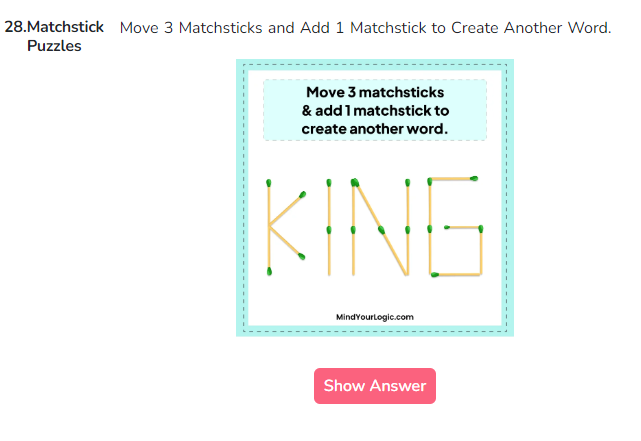 28.Matchstick Puzzles
Move 3 Matchsticks and Add 1 Matchstick to Create Another Word.
Move 3 matchsticks
& add 1 matchstick to
create another word.
KING
MindYourLogic.com
Show Answer